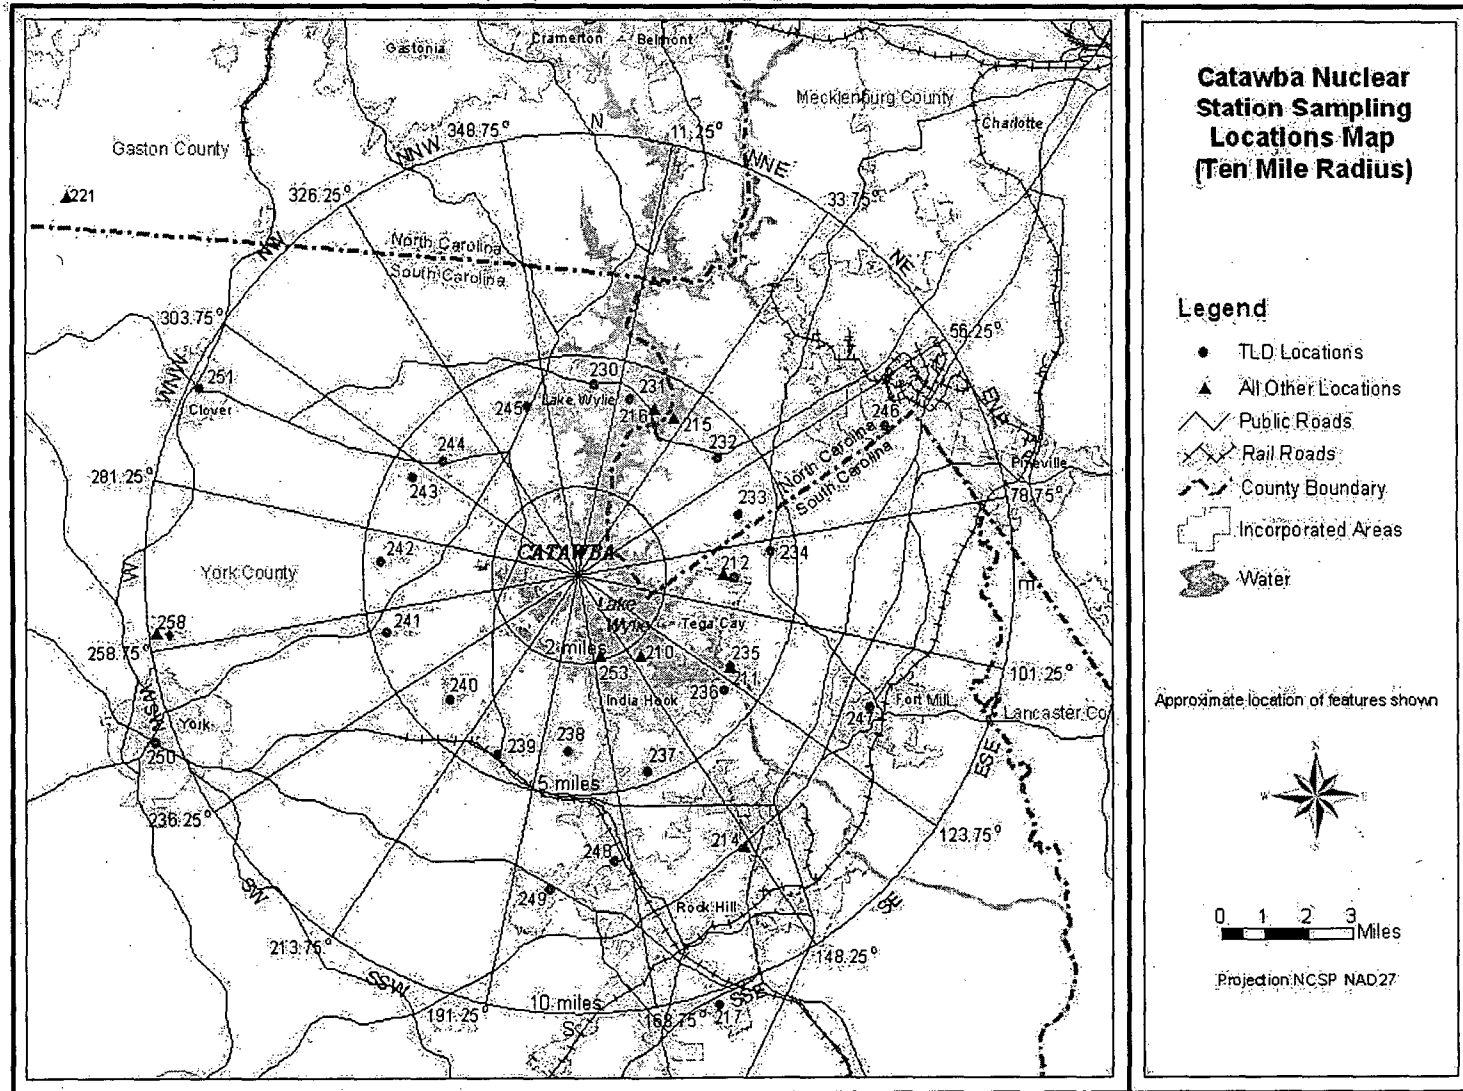 Gastonia
Cramerton
Belmont
Mecklenburg County
Charlotte
Gaston County
348.75°
N
11.25°
NNW
NNE
221
326.25°
33.75°
NW
North Carolina
South Carolina
NE
303.75°
56.25°
WNW
251
Clover
230
231
245
Lake Wylie
216
215
246
ENE
244
232
North Carolina
South Carolina
Pineville
281.25°
243
78.75°
233
242
CATAWBA
234
W
York County
212
E
Lake
Wylie
Tega Cay
258
241
2 miles
210
235
258.75°
253
211
101.25°
WSW
240
India Hook
236
247
Fort Mill
Lancaster Co
York
250
239
238
237
ESE
5 miles
236.25°
123.75°
214
248
SW
249
Rock Hill
SE
213.75°
148.25°
SSW
10 miles
SSE
191.25°
168.75°
217
S
Catawba Nuclear
Station Sampling
Locations Map
(Ten Mile Radius)
Legend
TLD Locations
All Other Locations
Public Roads
Rail Roads
County Boundary
Incorporated Areas
Water
Approximate location of features shown
N
W
E
S
0 1 2 3
Miles
Projection NCSP NAD27